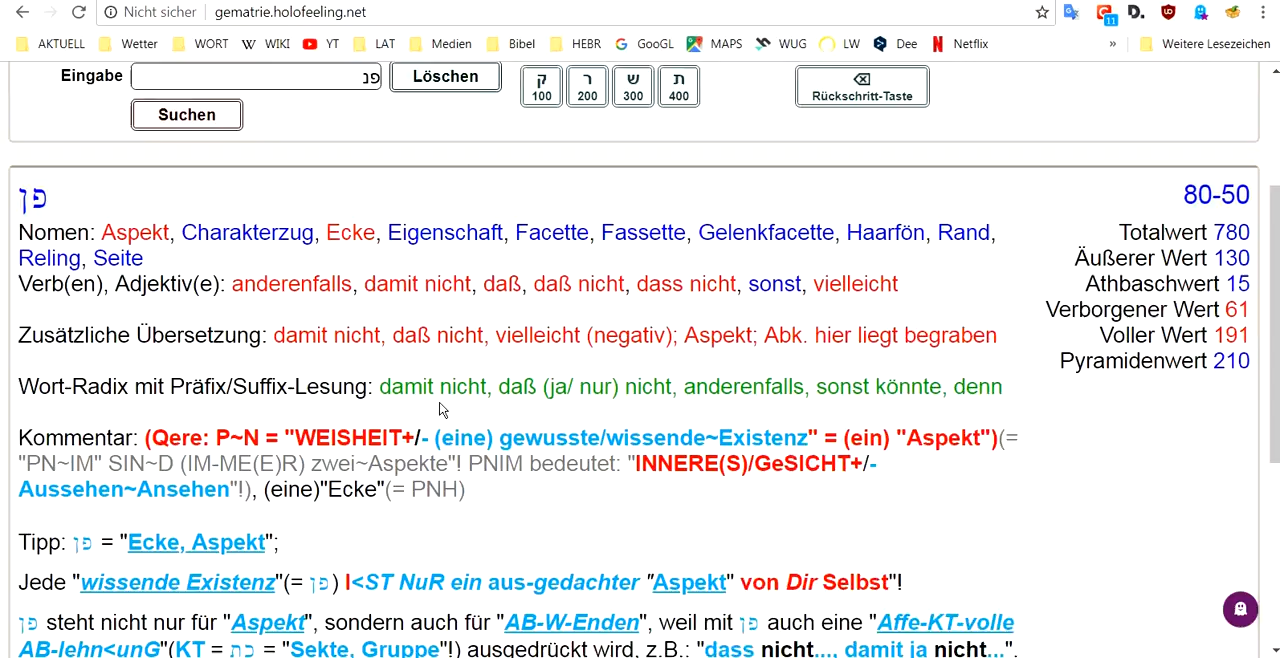 Nicht sicher | gematrie.holofeeling.net
11
AKTUELL Wetter WORT WIKI YT LAT Medien Bibel HEBR GooGL MAPS WUG LW Dee Netflix » Weitere Lesezeichen
Eingabe פנ Löschen ק ר ש ת
100 200 300 400 Rückschritt-Taste
Suchen
פן 80-50
Nomen: Aspekt, Charakterzug, Ecke, Eigenschaft, Facette, Fassette, Gelenkfacette, Haarfön, Rand, Totalwert 780
Reling, Seite Äußerer Wert 130
Verb(en), Adjektiv(e): anderenfalls, damit nicht, daß, daß nicht, dass nicht, sonst, vielleicht Athbaschwert 15
Verborgener Wert 61
Zusätzliche Übersetzung: damit nicht, daß nicht, vielleicht (negativ); Aspekt; Abk. hier liegt begraben Voller Wert 191
Pyramidenwert 210
Wort-Radix mit Präfix/Suffix-Lesung: damit nicht, daß (ja/ nur) nicht, anderenfalls, sonst könnte, denn
Kommentar: (Qere: P~N = "WEISHEIT+/- (eine) gewusste/wissende~Existenz" = (ein) "Aspekt")(=
"PN~IM" SIN~D (IM-ME(E)R) zwei~Aspekte"! PNIM bedeutet: "INNERE(S)/GeSICHT+/-
Aussehen~Ansehen"!), (eine)"Ecke"(= PNH)
Tipp: פן = "Ecke, Aspekt";
Jede "wissende Existenz"(= פן) I<ST NuR ein aus-gedachter "Aspekt" von Dir Selbst"!
פן steht nicht nur für "Aspekt", sondern auch für "AB-W-Enden", weil mit פן auch eine "Affe-KT-volle
AB-lehn<unG"(KT = כת = "Sekte, Gruppe"!) ausgedrückt wird, z.B.: "dass nicht..., damit ja nicht...".